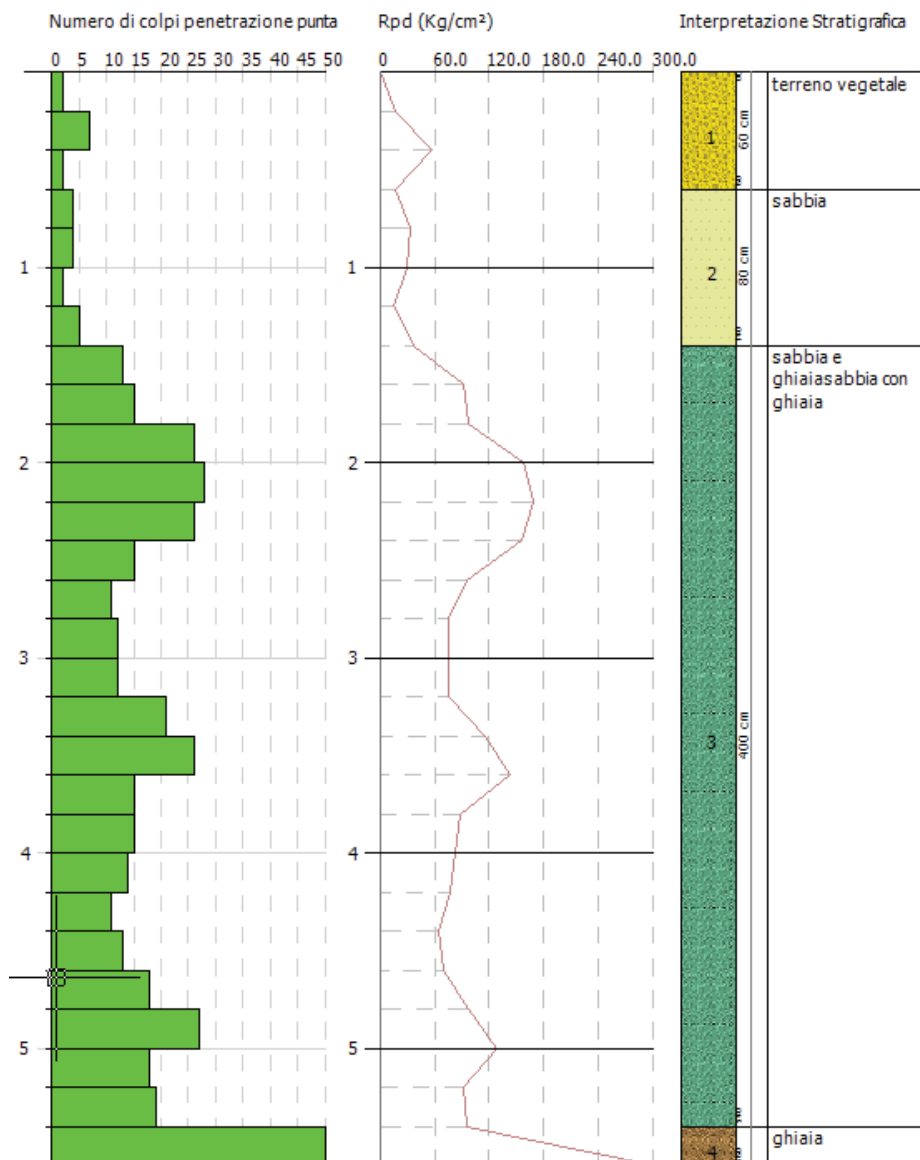 Numero di colpi penetrazione punta
Rpd (Kg/cm²)
Interpretazione Stratigrafica
0 5 10 15 20 25 30 35 40 45 50
0 60.0 120.0 180.0 240.0 300.0
1
2
3
4
5
1
2
3
4
5
1
60 cm
terreno vegetale
2
80 cm
sabbia
3
400 cm
sabbia e
ghiaiasabbia con
ghiaia
4
ghiaia